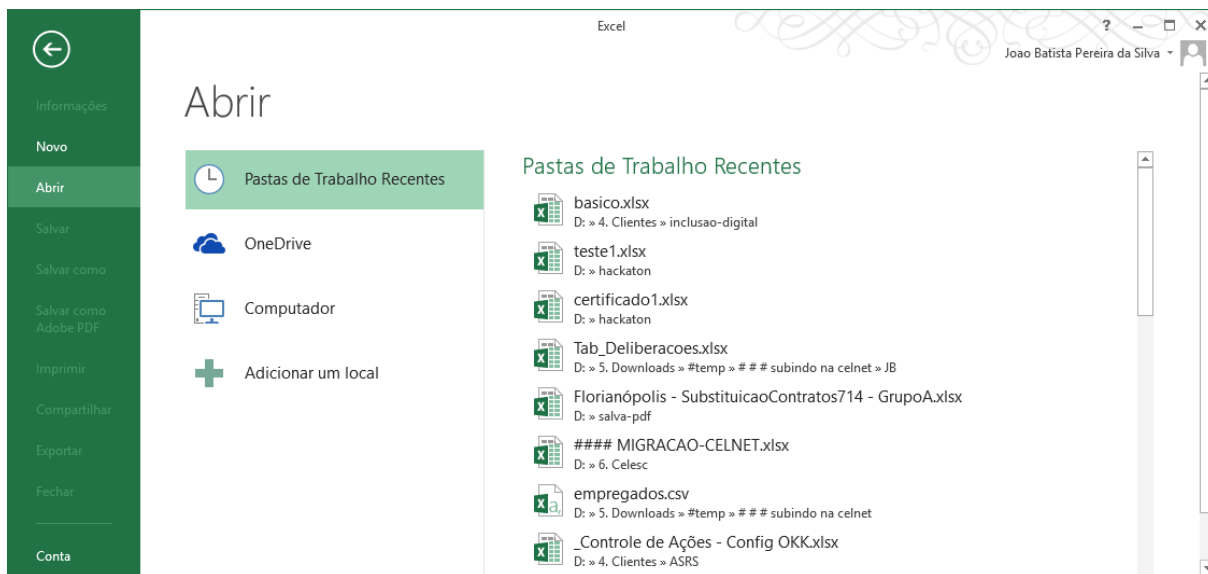 Excel
?
Joao Batista Pereira da Silva
Informações
Novo
Abrir
Salvar
Salvar como
Salvar como
Adobe PDF
Imprimir
Compartilhar
Exportar
Fechar
Conta
Abrir
Pastas de Trabalho Recentes
OneDrive
Computador
Adicionar um local
Pastas de Trabalho Recentes
basico.xlsx
D: » 4. Clientes » inclusao-digital
teste1.xlsx
D: » hackaton
certificado1.xlsx
D: » hackaton
Tab_Deliberacoes.xlsx
D: » 5. Downloads » #temp » # # # subindo na celnet » JB
Florianópolis - SubstituicaoContratos714 - GrupoA.xlsx
D: » salva-pdf
#### MIGRACAO-CELNET.xlsx
D: » 6. Celesc
empregados.csv
D: » 5. Downloads » #temp » # # # subindo na celnet
_Controle de Ações - Config OKK.xlsx
D: » 4. Clientes » ASRS